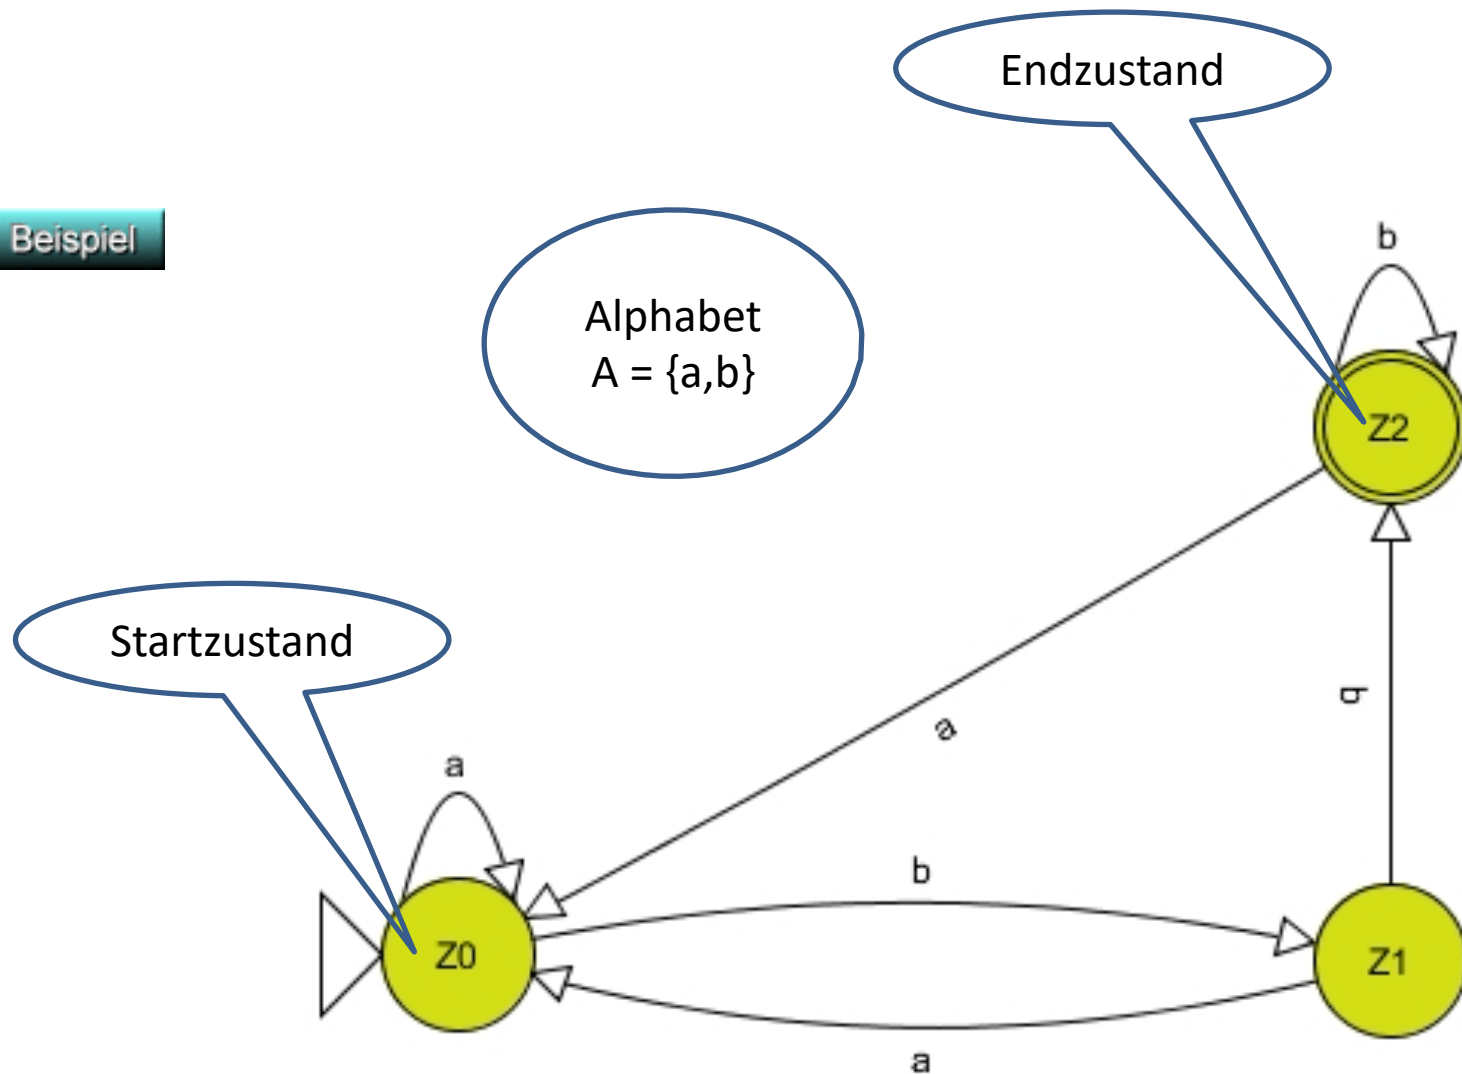 Endzustand
Beispiel
b
Alphabet
A = {a,b}
Z2
Startzustand
b
a
a
b
Z0
Z1
a